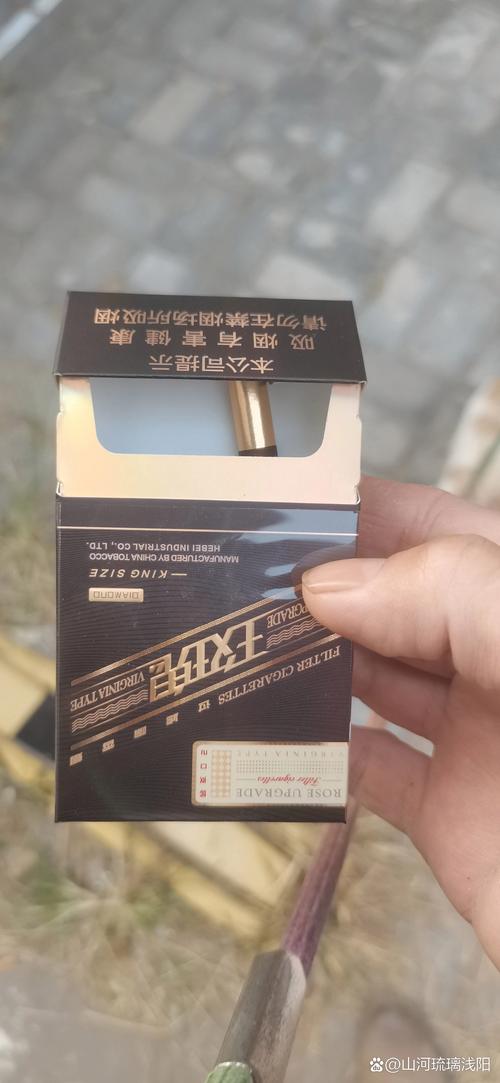 ROSE UPGRADE
Filter cigarettes
VIRGINIA TYPE
FILTER CIGARETTES
VIRGINIA TYPE
UPGRADE
DIAMOND
KING SIZE
MANUFACTURED BY CHINA TOBACCO
HEBEI INDUSTRIAL CO., LTD.
本公司提示
吸烟有害健康
请勿在禁烟场所吸烟
@山河琉璃浅阳